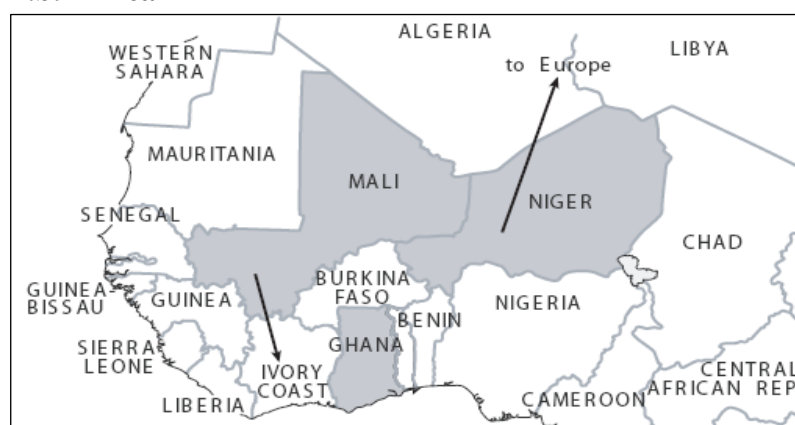 ALGERIA
WESTERN
SAHARA
LIBYA
to Europe
MAURITANIA
MALI
NIGER
SENEGAL
CHAD
GUINEA-
BISSAU
GUINEA
BURKINA
FASO
NIGERIA
BENIN
SIERRA
LEONE
GHANA
IVORY
COAST
LIBERIA
CAMEROON
CENTRAL
AFRICAN REP